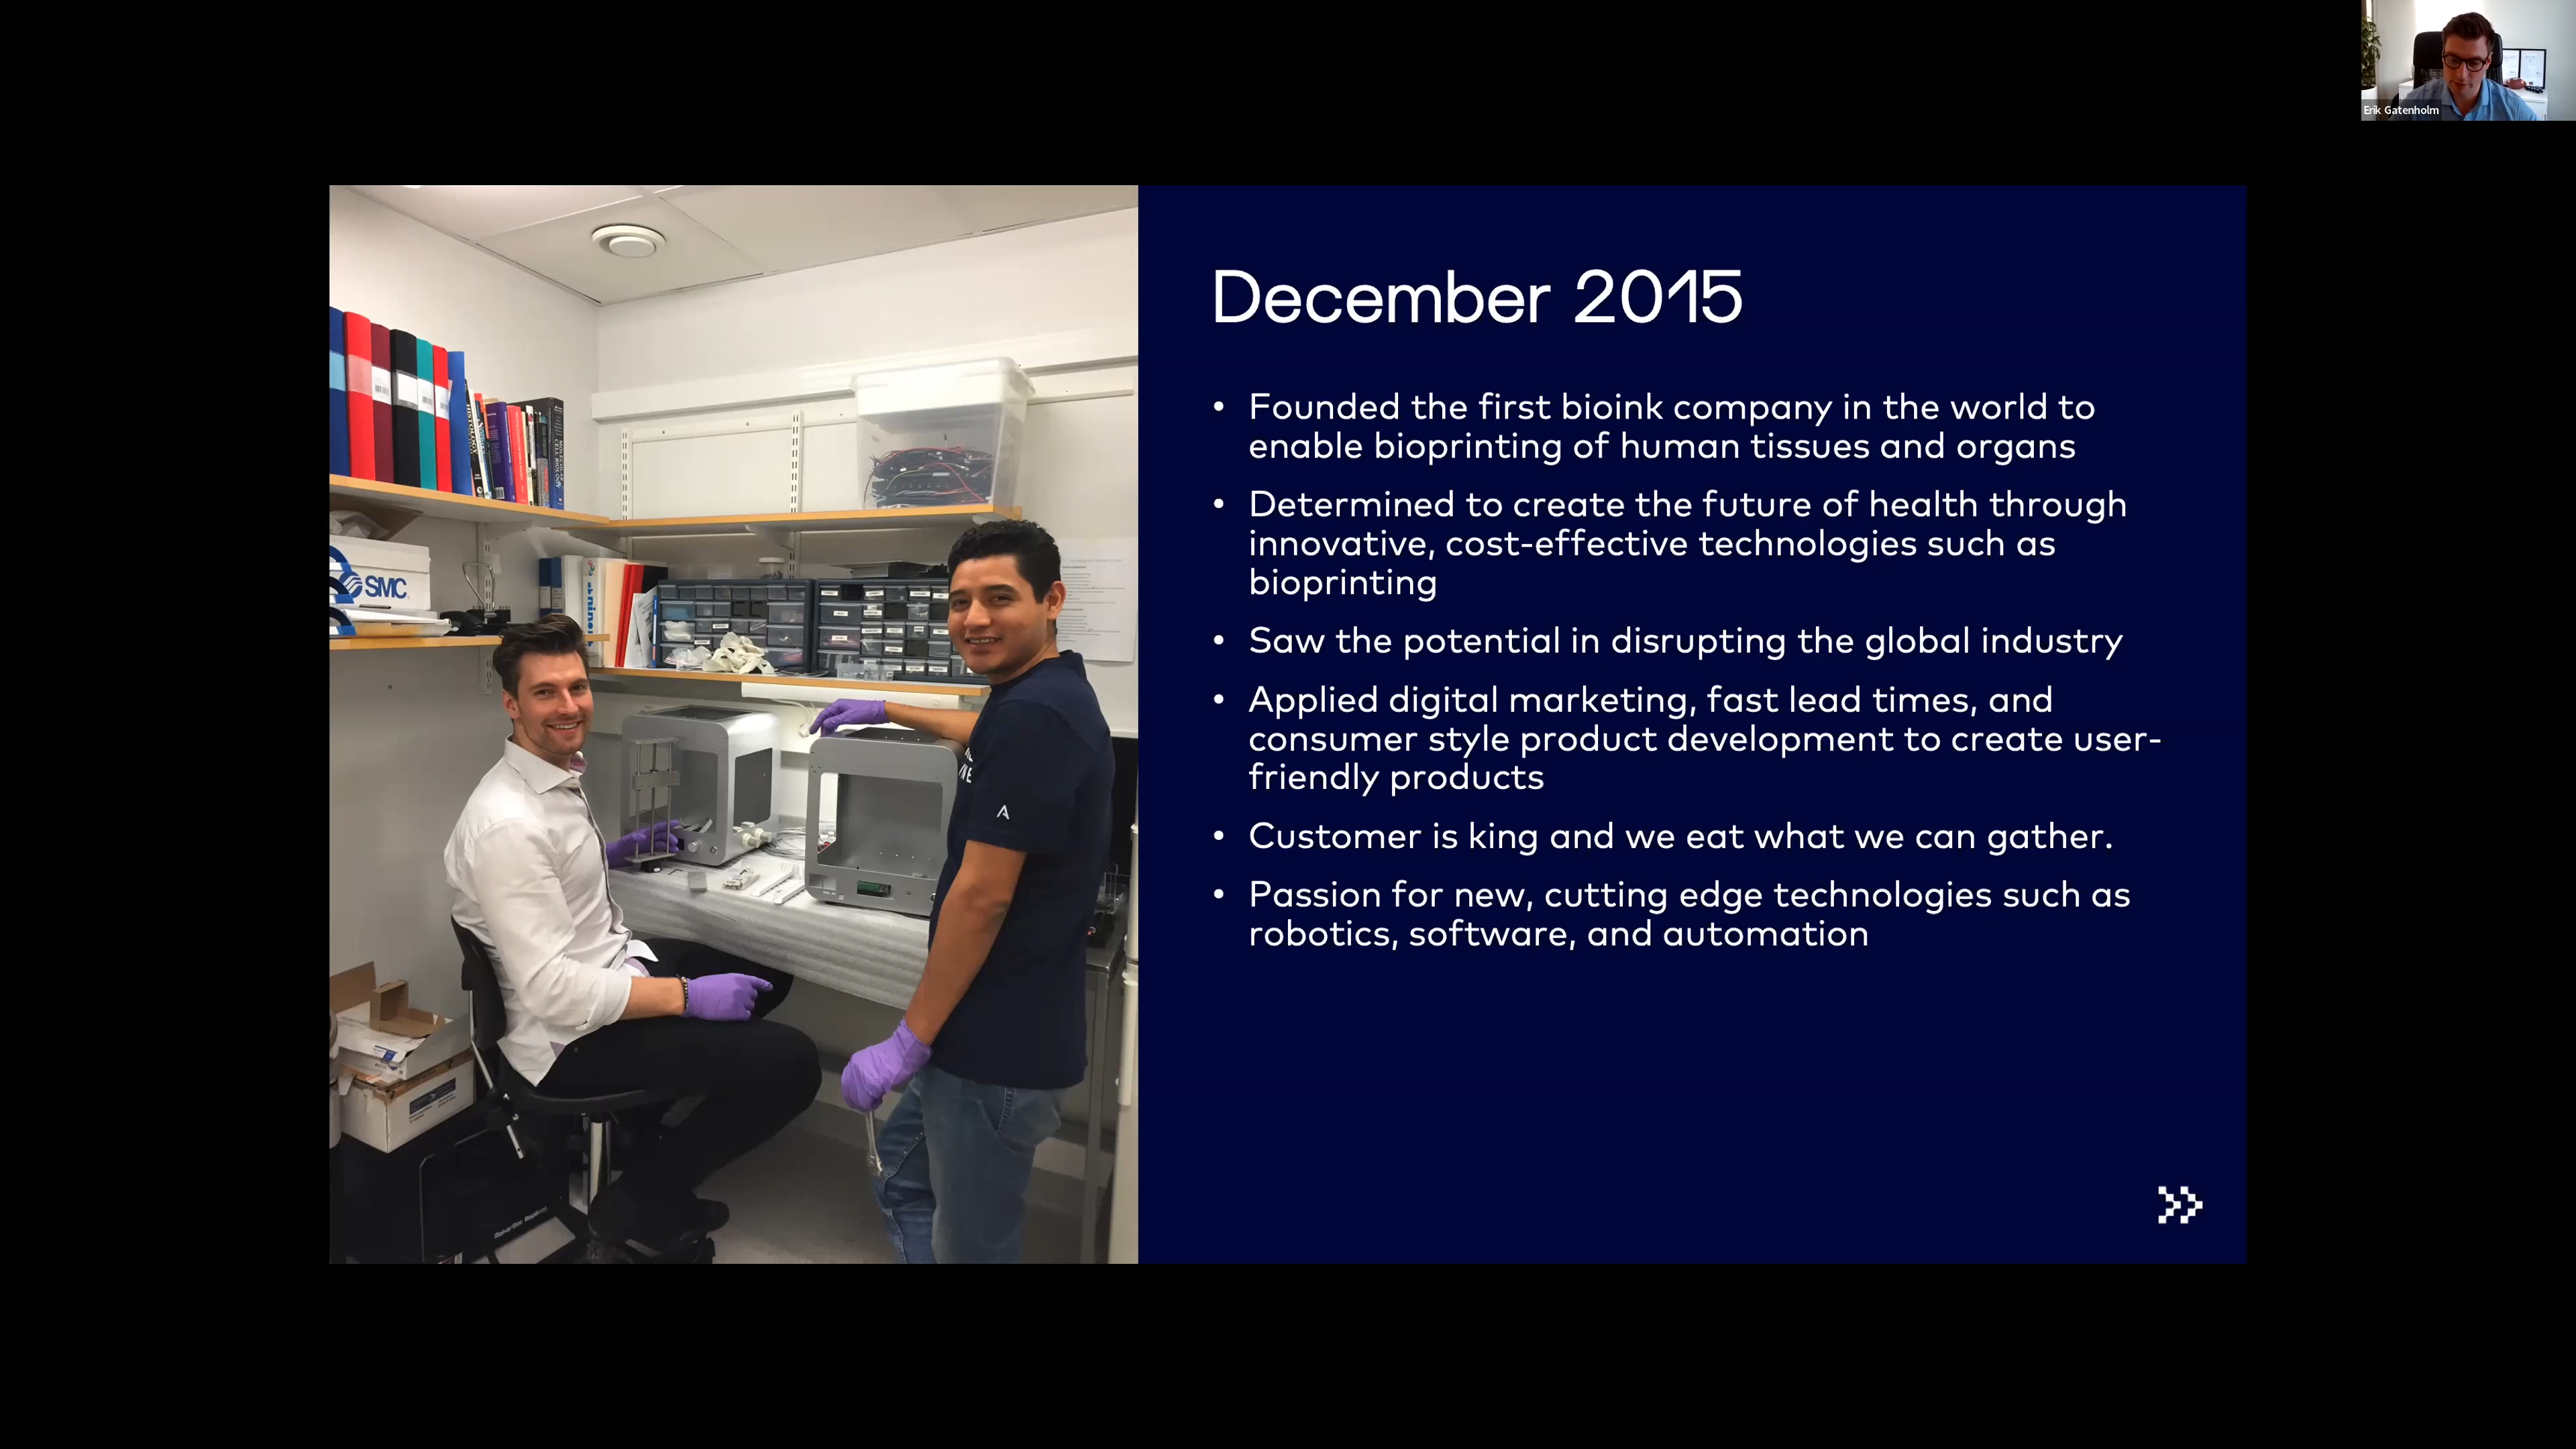 Erik Gatenholm
December 2015
• Founded the first bioink company in the world to
enable bioprinting of human tissues and organs
• Determined to create the future of health through
innovative, cost-effective technologies such as
bioprinting
• Saw the potential in disrupting the global industry
• Applied digital marketing, fast lead times, and
consumer style product development to create user-
friendly products
• Customer is king and we eat what we can gather.
• Passion for new, cutting edge technologies such as
robotics, software, and automation
SMC
A